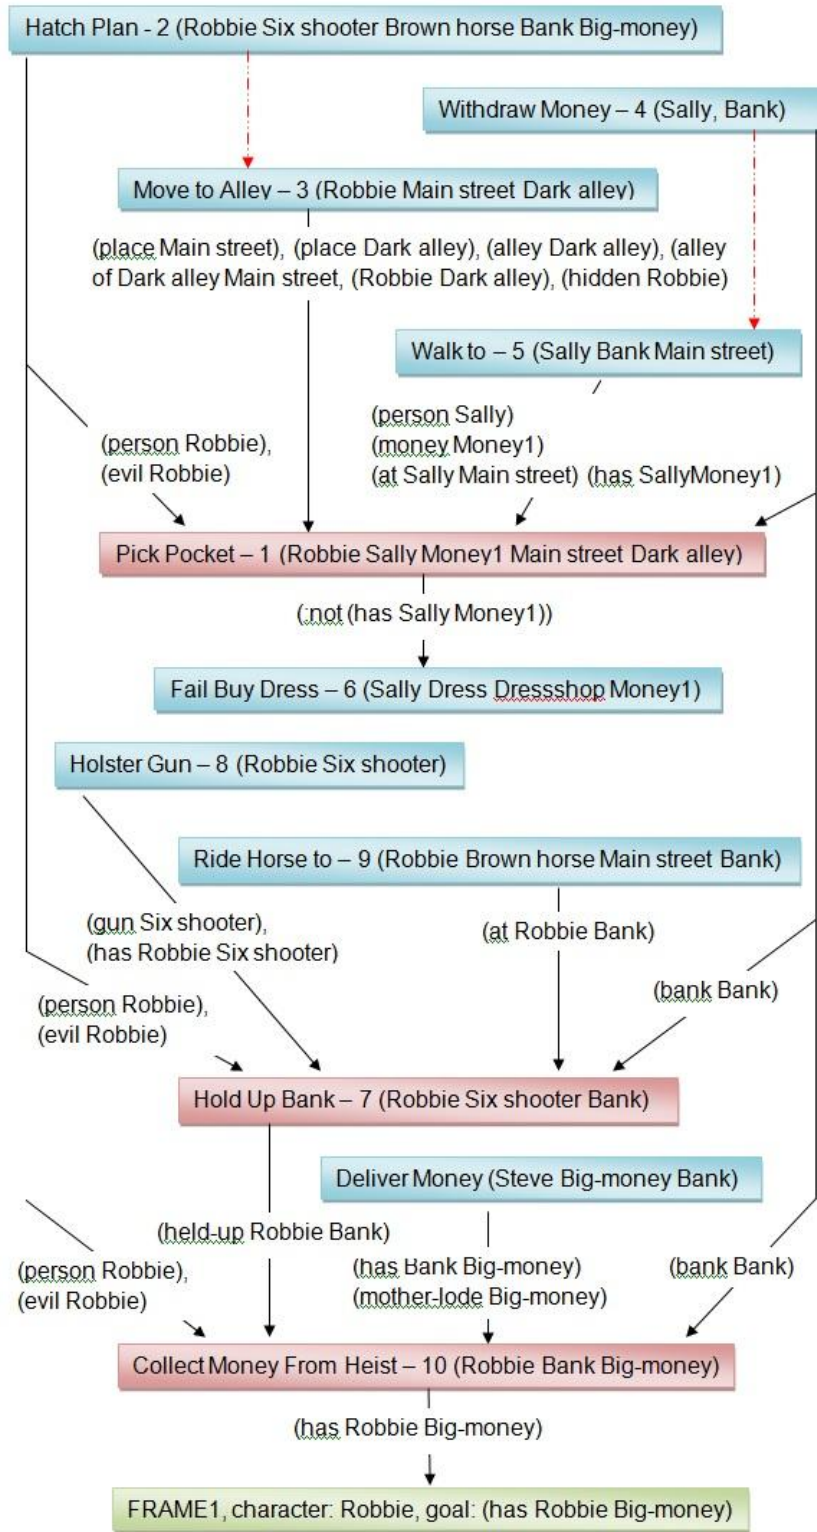 Hatch Plan - 2 (Robbie Six shooter Brown horse Bank Big-money)
Withdraw Money – 4 (Sally, Bank)
Move to Alley – 3 (Robbie Main street Dark alley)
(place Main street), (place Dark alley), (alley Dark alley), (alley
of Dark alley Main street, (Robbie Dark alley), (hidden Robbie)
Walk to – 5 (Sally Bank Main street)
(person Sally)
(money Money1)
(at Sally Main street) (has SallyMoney1)
(person Robbie),
(evil Robbie)
Pick Pocket – 1 (Robbie Sally Money1 Main street Dark alley)
(:not (has Sally Money1))
Fail Buy Dress – 6 (Sally Dress Dressshop Money1)
Holster Gun – 8 (Robbie Six shooter)
Ride Horse to – 9 (Robbie Brown horse Main street Bank)
(gun Six shooter),
(has Robbie Six shooter)
(at Robbie Bank)
(bank Bank)
(person Robbie),
(evil Robbie)
Hold Up Bank – 7 (Robbie Six shooter Bank)
Deliver Money (Steve Big-money Bank)
(held-up Robbie Bank)
(has Bank Big-money)
(mother-lode Big-money)
(bank Bank)
(person Robbie),
(evil Robbie)
Collect Money From Heist – 10 (Robbie Bank Big-money)
(has Robbie Big-money)
FRAME1, character: Robbie, goal: (has Robbie Big-money)